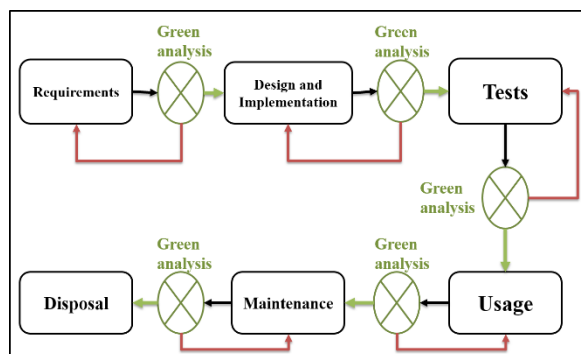 Green
analysis
Green
analysis
Requirements
Design and
Implementation
Tests
Green
analysis
Green
analysis
Green
analysis
Disposal
Maintenance
Usage